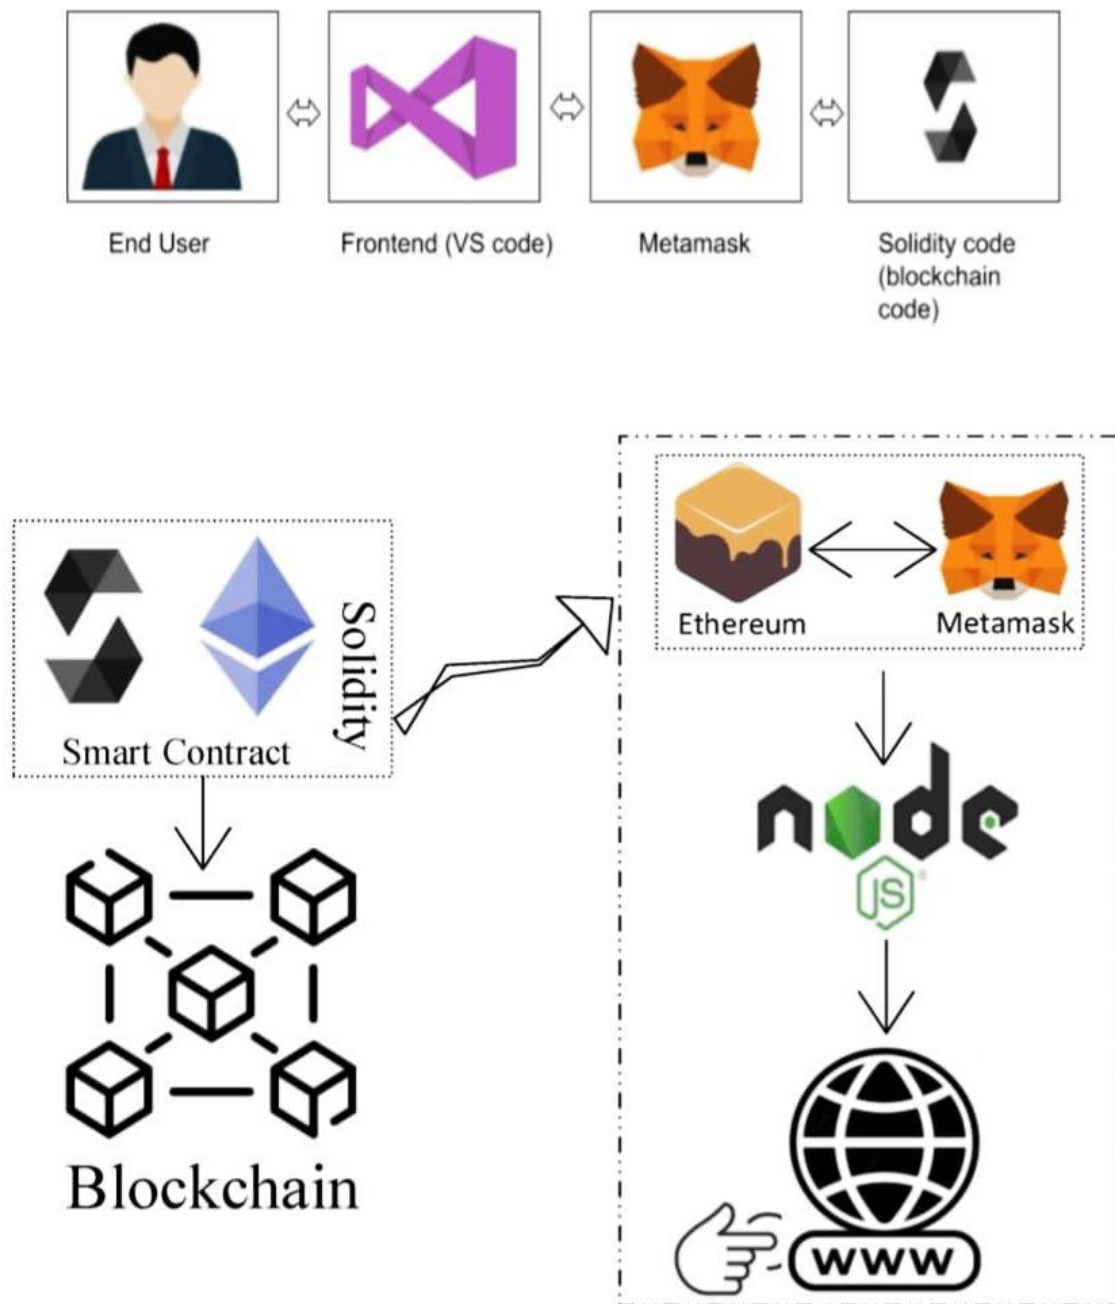 End User
Frontend (VS code)
Metamask
Solidity code
(blockchain
code)
Smart Contract
Solidity
Ethereum
Metamask
node
JS
®
Blockchain
WWW